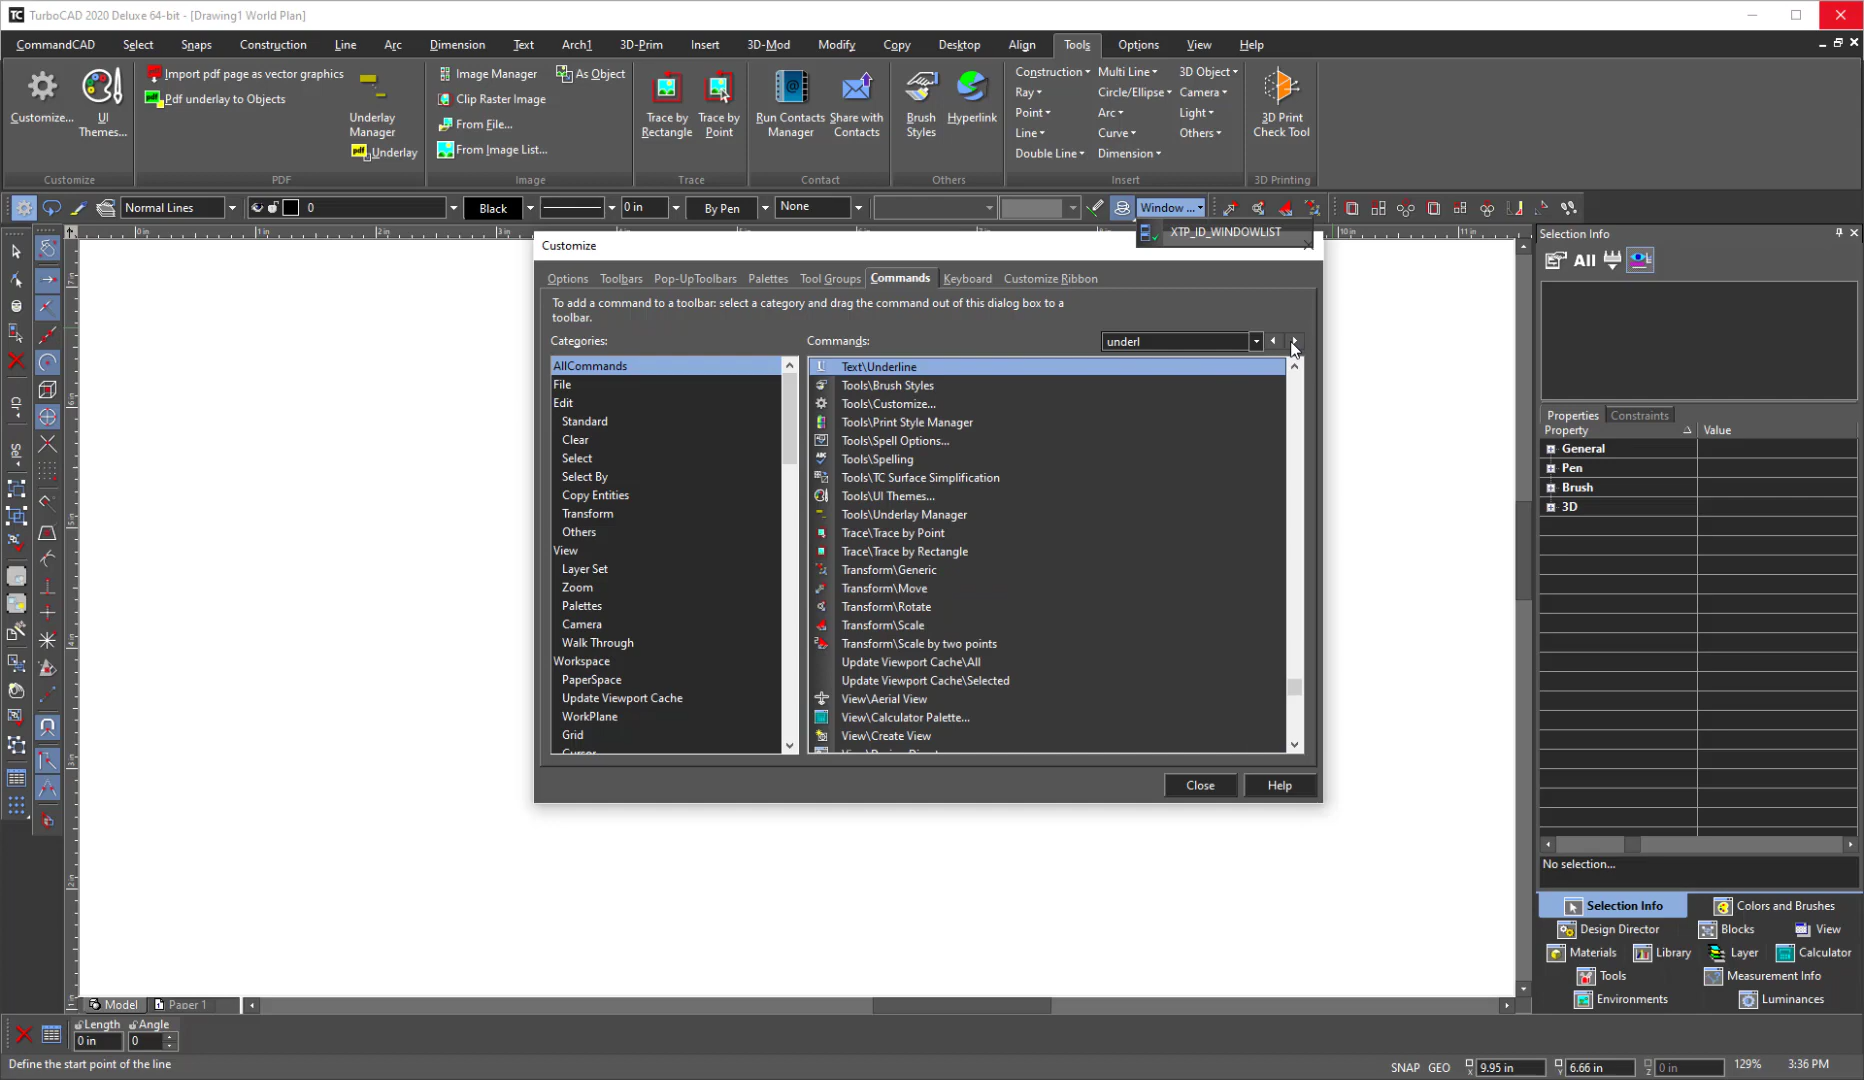 TC TurboCAD 2020 Deluxe 64-bit - [Drawing1 World Plan]
CommandCAD Select Snaps Construction Line Arc Dimension Text Arch1 3D-Prim Insert 3D-Mod Modify Copy Desktop Align Tools Options View Help
Customize...
UI Themes...
Customize
Import pdf page as vector graphics
Pdf underlay to Objects
Underlay Manager
pdf Underlay
PDF
Image Manager
As Object
Clip Raster Image
From File...
From Image List...
Image
Trace by Rectangle
Trace by Point
Trace
Run Contacts Manager
Share with Contacts
Contact
Brush Styles
Hyperlink
Others
Construction Multi Line 3D Object
Ray Circle/Ellipse Camera
Point Arc Light
Line Curve Others
Double Line Dimension
Insert
3D Print Check Tool
3D Printing
Normal Lines 0 Black 0 in By Pen None Window ...
XTP_ID_WINDOWLIST
Customize
Options Toolbars Pop-UpToolbars Palettes Tool Groups Commands Keyboard Customize Ribbon
To add a command to a toolbar: select a category and drag the command out of this dialog box to a
toolbar.
Categories: Commands: underl
AllCommands
File
Edit
Standard
Clear
Select
Select By
Copy Entities
Transform
Others
View
Layer Set
Zoom
Palettes
Camera
Walk Through
Workspace
PaperSpace
Update Viewport Cache
WorkPlane
Grid
Cursor
Text\Underline
Tools\Brush Styles
Tools\Customize...
Tools\Print Style Manager
Tools\Spell Options...
Tools\Spelling
Tools\TC Surface Simplification
Tools\UI Themes...
Tools\Underlay Manager
Trace\Trace by Point
Trace\Trace by Rectangle
Transform\Generic
Transform\Move
Transform\Rotate
Transform\Scale
Transform\Scale by two points
Update Viewport Cache\All
Update Viewport Cache\Selected
View\Aerial View
View\Calculator Palette...
View\Create View
Close Help
Clr
Sel
Selection Info
All
Properties Constraints
Property Value
General
Pen
Brush
3D
No selection...
Selection Info Colors and Brushes
Design Director Blocks View
Materials Library Layer Calculator
Tools Measurement Info
Environments Luminances
Model Paper 1
Length Angle
0 in 0
Define the start point of the line
SNAP GEO 9.95 in 6.66 in 0 in 129% 3:36 PM